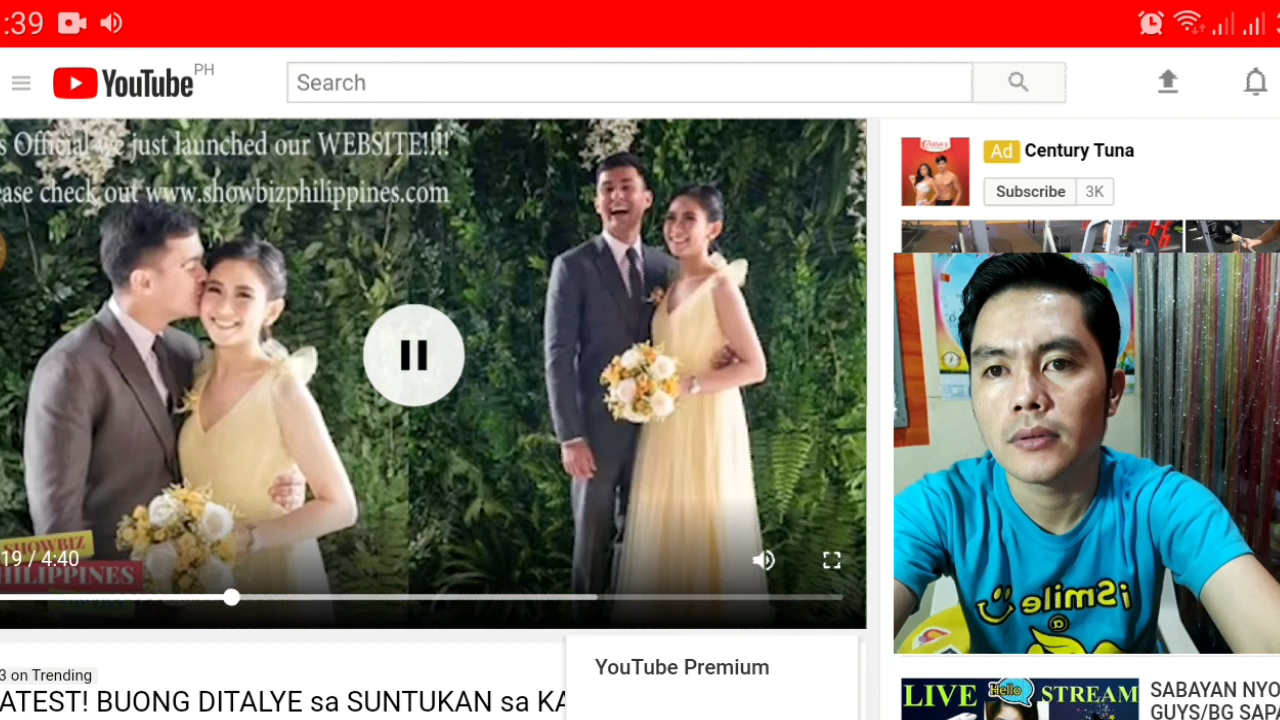 :39
YouTube PH
Search
s Official we just launched our WEBSITE!!!!
ease check out www.showbizphilippines.com
Ad Century Tuna
Subscribe 3K
SHOWBIZ
HILIPPINES
19 / 4:40
iSmile
@
YouTube Premium
3 on Trending
ATEST! BUONG DITALYE sa SUNTUKAN sa KA
LIVE Hello STREAM
SABAYAN NYO
GUYS/BG SAPA